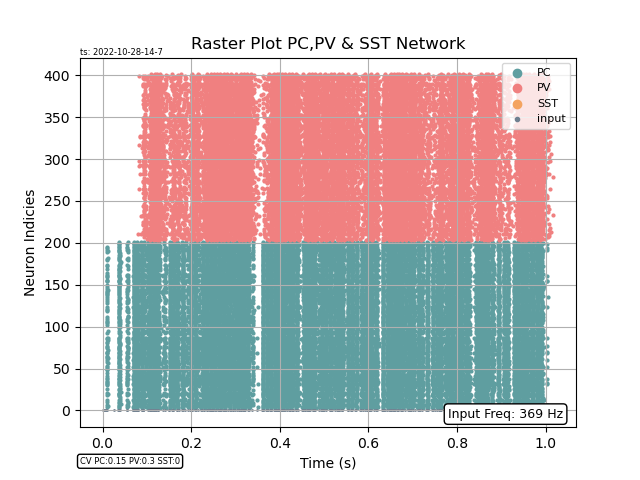 Raster Plot PC,PV & SST Network
ts: 2022-10-28-14-7
PC
PV
SST
input
Neuron Indicies
400
350
300
250
200
150
100
50
0
Input Freq: 369 Hz
0.0 0.2 0.4 0.6 0.8 1.0
Time (s)
CV PC:0.15 PV:0.3 SST:0